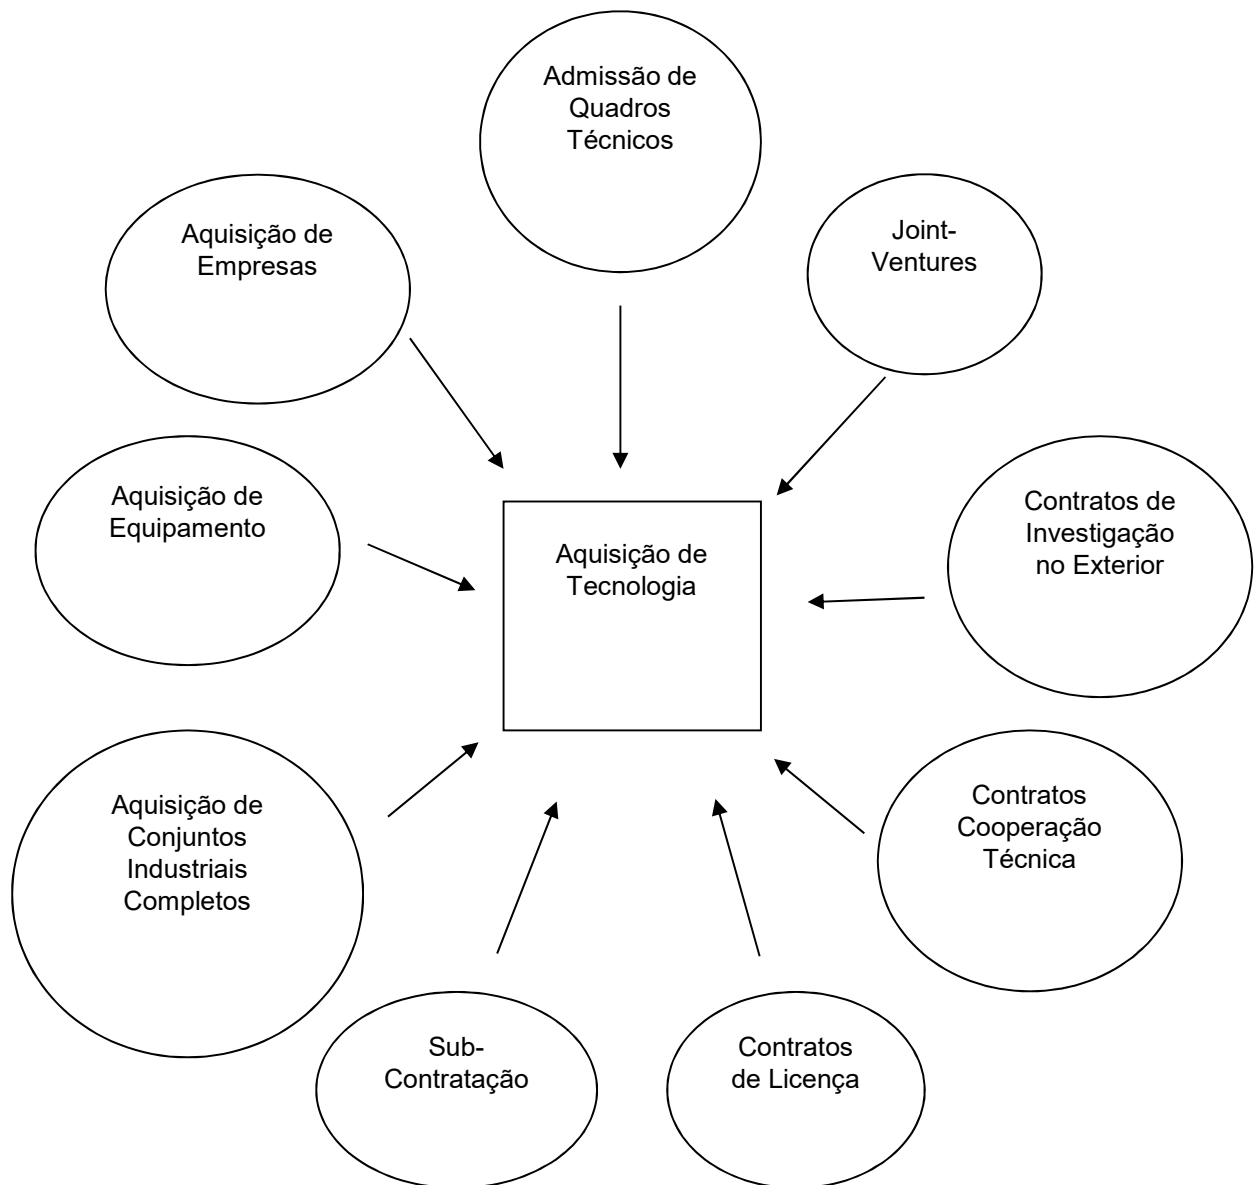 Admissão de
Quadros
Técnicos
Aquisição de
Empresas
Joint-
Ventures
Aquisição de
Equipamento
Contratos de
Investigação
no Exterior
Aquisição de
Tecnologia
Aquisição de
Conjuntos
Industriais
Completos
Contratos
Cooperação
Técnica
Sub-
Contratação
Contratos
de Licença